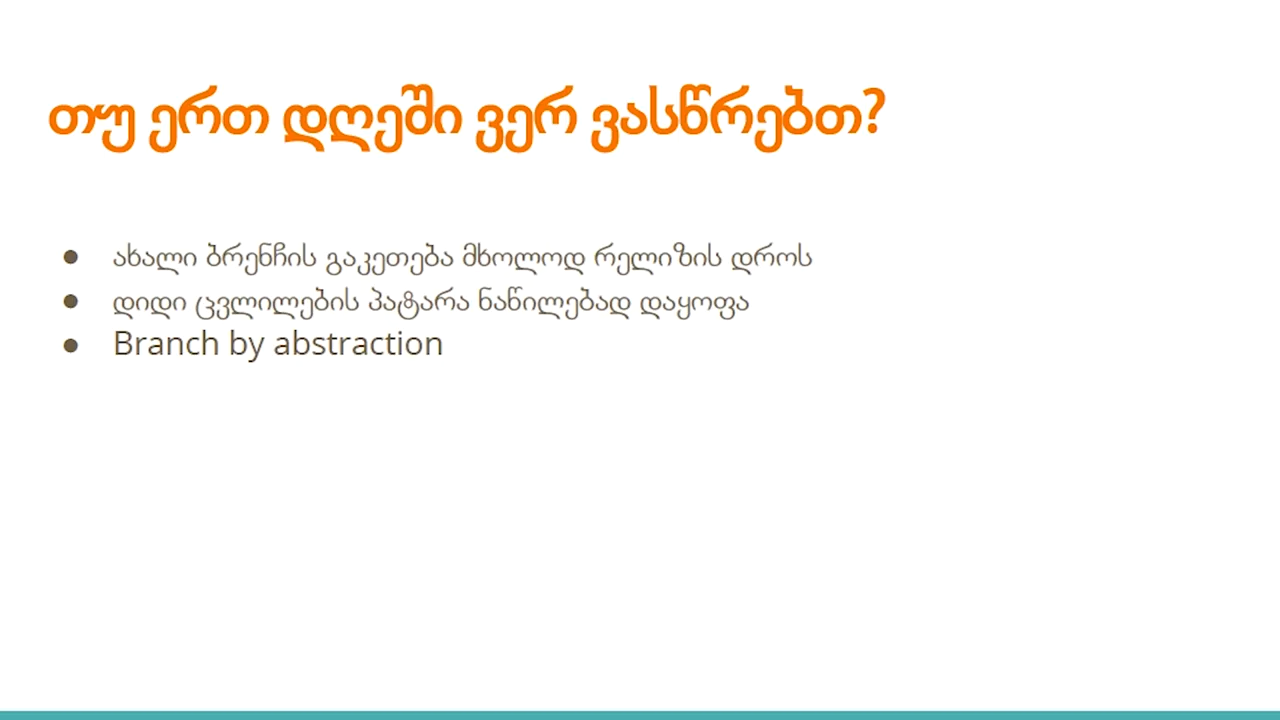 თუ ერთ დღეში ვერ ვასწრებთ?
● ახალი ბრენჩის გაკეთება მხოლოდ რელიზის დროს
● დიდი ცვლილების პატარა ნაწილებად დაყოფა
● Branch by abstraction